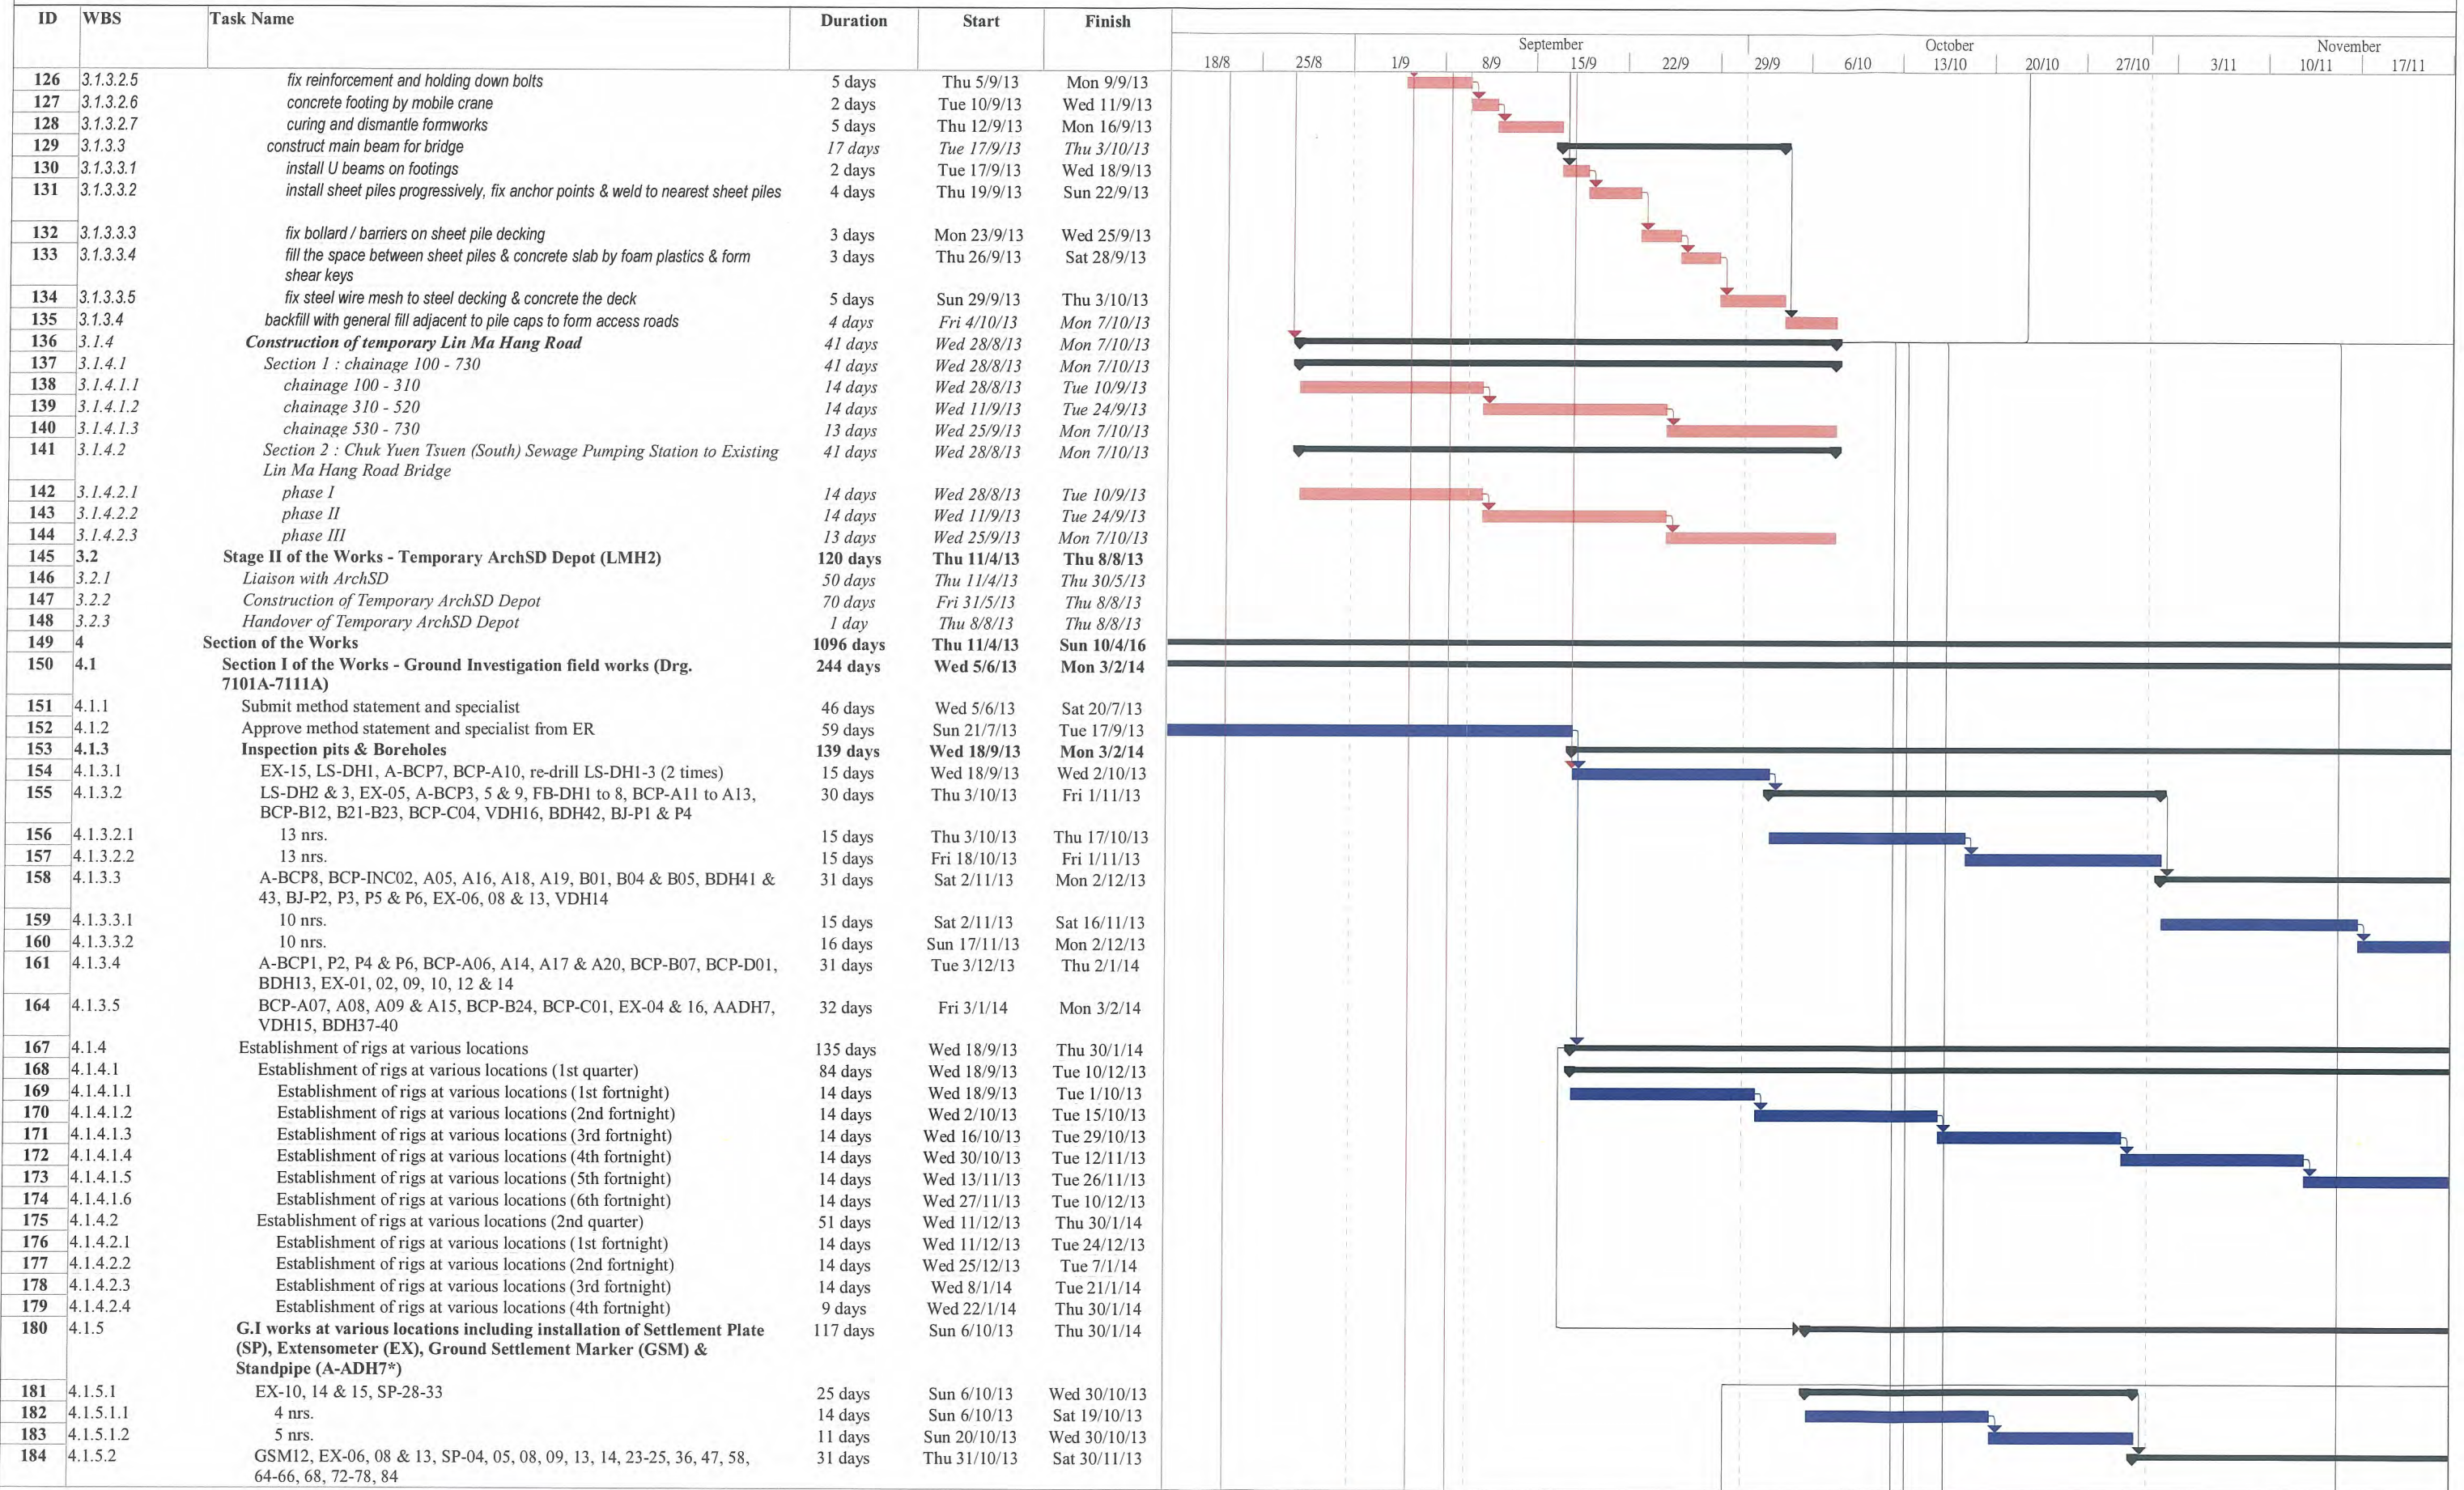 ID WBS Task Name Duration Start Finish
September October November
18/8 25/8 1/9 8/9 15/9 22/9 29/9 6/10 13/10 20/10 27/10 3/11 10/11 17/11
126 3.1.3.2.5 fix reinforcement and holding down bolts 5 days Thu 5/9/13 Mon 9/9/13
127 3.1.3.2.6 concrete footing by mobile crane 2 days Tue 10/9/13 Wed 11/9/13
128 3.1.3.2.7 curing and dismantle formworks 5 days Thu 12/9/13 Mon 16/9/13
129 3.1.3.3 construct main beam for bridge 17 days Tue 17/9/13 Thu 3/10/13
130 3.1.3.3.1 install U beams on footings 2 days Tue 17/9/13 Wed 18/9/13
131 3.1.3.3.2 install sheet piles progressively, fix anchor points & weld to nearest sheet piles 4 days Thu 19/9/13 Sun 22/9/13
132 3.1.3.3.3 fix bollard / barriers on sheet pile decking 3 days Mon 23/9/13 Wed 25/9/13
133 3.1.3.3.4 fill the space between sheet piles & concrete slab by foam plastics & form 3 days Thu 26/9/13 Sat 28/9/13
shear keys
134 3.1.3.3.5 fix steel wire mesh to steel decking & concrete the deck 5 days Sun 29/9/13 Thu 3/10/13
135 3.1.3.4 backfill with general fill adjacent to pile caps to form access roads 4 days Fri 4/10/13 Mon 7/10/13
136 3.1.4 Construction of temporary Lin Ma Hang Road 41 days Wed 28/8/13 Mon 7/10/13
137 3.1.4.1 Section 1 : chainage 100 - 730 41 days Wed 28/8/13 Mon 7/10/13
138 3.1.4.1.1 chainage 100 - 310 14 days Wed 28/8/13 Tue 10/9/13
139 3.1.4.1.2 chainage 310 - 520 14 days Wed 11/9/13 Tue 24/9/13
140 3.1.4.1.3 chainage 530 - 730 13 days Wed 25/9/13 Mon 7/10/13
141 3.1.4.2 Section 2 : Chuk Yuen Tsuen (South) Sewage Pumping Station to Existing 41 days Wed 28/8/13 Mon 7/10/13
Lin Ma Hang Road Bridge
142 3.1.4.2.1 phase I 14 days Wed 28/8/13 Tue 10/9/13
143 3.1.4.2.2 phase II 14 days Wed 11/9/13 Tue 24/9/13
144 3.1.4.2.3 phase III 13 days Wed 25/9/13 Mon 7/10/13
145 3.2 Stage II of the Works - Temporary ArchSD Depot (LMH2) 120 days Thu 11/4/13 Thu 8/8/13
146 3.2.1 Liaison with ArchSD 50 days Thu 11/4/13 Thu 30/5/13
147 3.2.2 Construction of Temporary ArchSD Depot 70 days Fri 31/5/13 Thu 8/8/13
148 3.2.3 Handover of Temporary ArchSD Depot 1 day Thu 8/8/13 Thu 8/8/13
149 4 Section of the Works 1096 days Thu 11/4/13 Sun 10/4/16
150 4.1 Section I of the Works - Ground Investigation field works (Drg. 244 days Wed 5/6/13 Mon 3/2/14
7101A-7111A)
151 4.1.1 Submit method statement and specialist 46 days Wed 5/6/13 Sat 20/7/13
152 4.1.2 Approve method statement and specialist from ER 59 days Sun 21/7/13 Tue 17/9/13
153 4.1.3 Inspection pits & Boreholes 139 days Wed 18/9/13 Mon 3/2/14
154 4.1.3.1 EX-15, LS-DH1, A-BCP7, BCP-A10, re-drill LS-DH1-3 (2 times) 15 days Wed 18/9/13 Wed 2/10/13
155 4.1.3.2 LS-DH2 & 3, EX-05, A-BCP3, 5 & 9, FB-DH1 to 8, BCP-A11 to A13, 30 days Thu 3/10/13 Fri 1/11/13
BCP-B12, B21-B23, BCP-C04, VDH16, BDH42, BJ-P1 & P4
156 4.1.3.2.1 13 nrs. 15 days Thu 3/10/13 Thu 17/10/13
157 4.1.3.2.2 13 nrs. 15 days Fri 18/10/13 Fri 1/11/13
158 4.1.3.3 A-BCP8, BCP-INC02, A05, A16, A18, A19, B01, B04 & B05, BDH41 & 31 days Sat 2/11/13 Mon 2/12/13
43, BJ-P2, P3, P5 & P6, EX-06, 08 & 13, VDH14
159 4.1.3.3.1 10 nrs. 15 days Sat 2/11/13 Sat 16/11/13
160 4.1.3.3.2 10 nrs. 16 days Sun 17/11/13 Mon 2/12/13
161 4.1.3.4 A-BCP1, P2, P4 & P6, BCP-A06, A14, A17 & A20, BCP-B07, BCP-D01, 31 days Tue 3/12/13 Thu 2/1/14
BDH13, EX-01, 02, 09, 10, 12 & 14
164 4.1.3.5 BCP-A07, A08, A09 & A15, BCP-B24, BCP-C01, EX-04 & 16, AADH7, 32 days Fri 3/1/14 Mon 3/2/14
VDH15, BDH37-40
167 4.1.4 Establishment of rigs at various locations 135 days Wed 18/9/13 Thu 30/1/14
168 4.1.4.1 Establishment of rigs at various locations (1st quarter) 84 days Wed 18/9/13 Tue 10/12/13
169 4.1.4.1.1 Establishment of rigs at various locations (1st fortnight) 14 days Wed 18/9/13 Tue 1/10/13
170 4.1.4.1.2 Establishment of rigs at various locations (2nd fortnight) 14 days Wed 2/10/13 Tue 15/10/13
171 4.1.4.1.3 Establishment of rigs at various locations (3rd fortnight) 14 days Wed 16/10/13 Tue 29/10/13
172 4.1.4.1.4 Establishment of rigs at various locations (4th fortnight) 14 days Wed 30/10/13 Tue 12/11/13
173 4.1.4.1.5 Establishment of rigs at various locations (5th fortnight) 14 days Wed 13/11/13 Tue 26/11/13
174 4.1.4.1.6 Establishment of rigs at various locations (6th fortnight) 14 days Wed 27/11/13 Tue 10/12/13
175 4.1.4.2 Establishment of rigs at various locations (2nd quarter) 51 days Wed 11/12/13 Thu 30/1/14
176 4.1.4.2.1 Establishment of rigs at various locations (1st fortnight) 14 days Wed 11/12/13 Tue 24/12/13
177 4.1.4.2.2 Establishment of rigs at various locations (2nd fortnight) 14 days Wed 25/12/13 Tue 7/1/14
178 4.1.4.2.3 Establishment of rigs at various locations (3rd fortnight) 14 days Wed 8/1/14 Tue 21/1/14
179 4.1.4.2.4 Establishment of rigs at various locations (4th fortnight) 9 days Wed 22/1/14 Thu 30/1/14
180 4.1.5 G.I works at various locations including installation of Settlement Plate 117 days Sun 6/10/13 Thu 30/1/14
(SP), Extensometer (EX), Ground Settlement Marker (GSM) &
Standpipe (A-ADH7*)
181 4.1.5.1 EX-10, 14 & 15, SP-28-33 25 days Sun 6/10/13 Wed 30/10/13
182 4.1.5.1.1 4 nrs. 14 days Sun 6/10/13 Sat 19/10/13
183 4.1.5.1.2 5 nrs. 11 days Sun 20/10/13 Wed 30/10/13
184 4.1.5.2 GSM12, EX-06, 08 & 13, SP-04, 05, 08, 09, 13, 14, 23-25, 36, 47, 58, 31 days Thu 31/10/13 Sat 30/11/13
64-66, 68, 72-78, 84